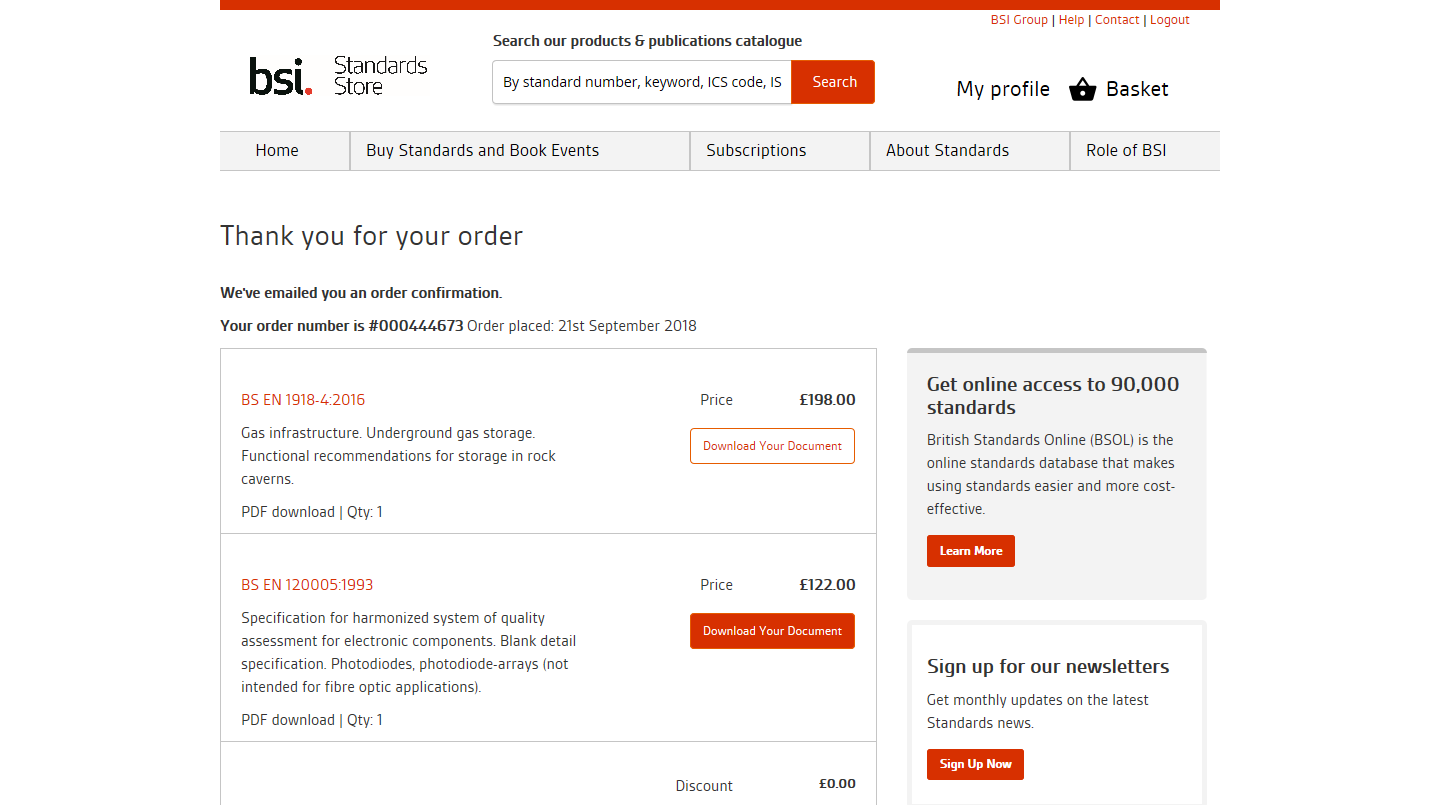 BSI Group | Help | Contact | Logout
Search our products & publications catalogue
bsi. Standards Store
By standard number, keyword, ICS code, IS
Search
My profile
Basket
Home
Buy Standards and Book Events
Subscriptions
About Standards
Role of BSI
Thank you for your order
We've emailed you an order confirmation.
Your order number is #000444673 Order placed: 21st September 2018
BS EN 1918-4:2016
Price
£198.00
Gas infrastructure. Underground gas storage.
Functional recommendations for storage in rock
caverns.
Download Your Document
PDF download | Qty: 1
BS EN 120005:1993
Price
£122.00
Specification for harmonized system of quality
assessment for electronic components. Blank detail
specification. Photodiodes, photodiode-arrays (not
intended for fibre optic applications).
Download Your Document
PDF download | Qty: 1
Discount
£0.00
Get online access to 90,000
standards
British Standards Online (BSOL) is the
online standards database that makes
using standards easier and more cost-
effective.
Learn More
Sign up for our newsletters
Get monthly updates on the latest
Standards news.
Sign Up Now